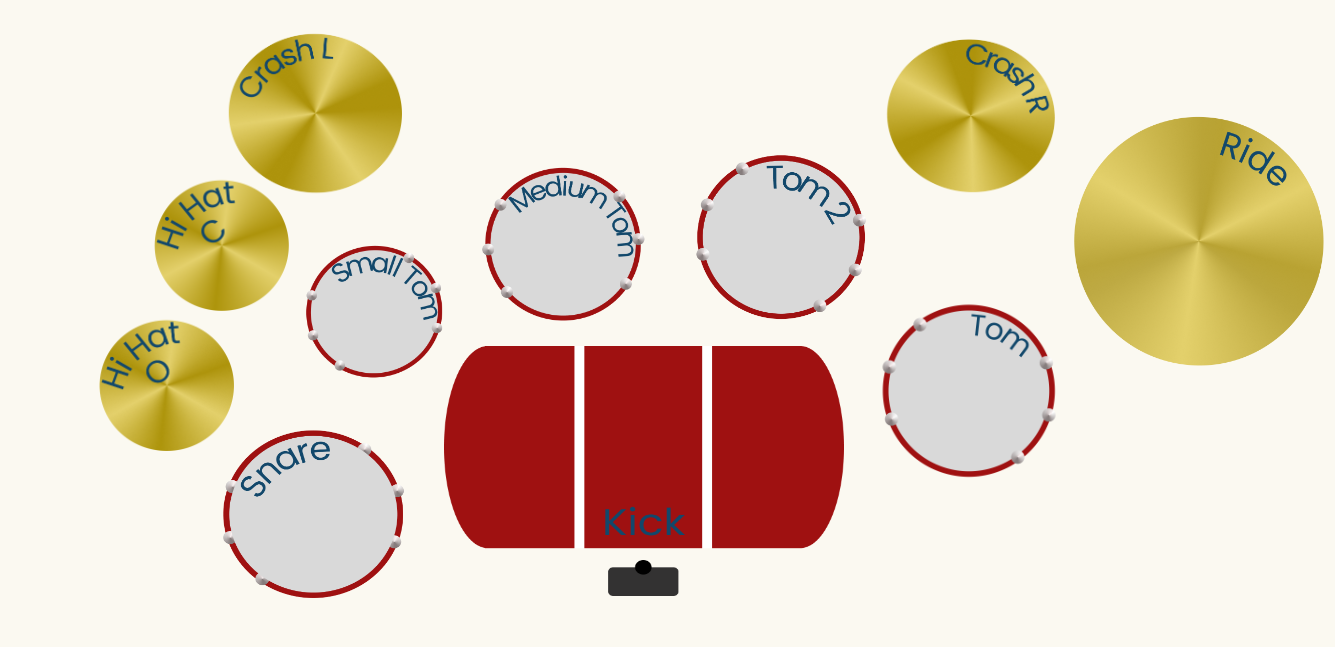 Crash L
Crash R
Ride
Hi Hat
C
Medium Tom
Tom 2
Small Tom
Hi Hat
O
Tom
Snare
Kick